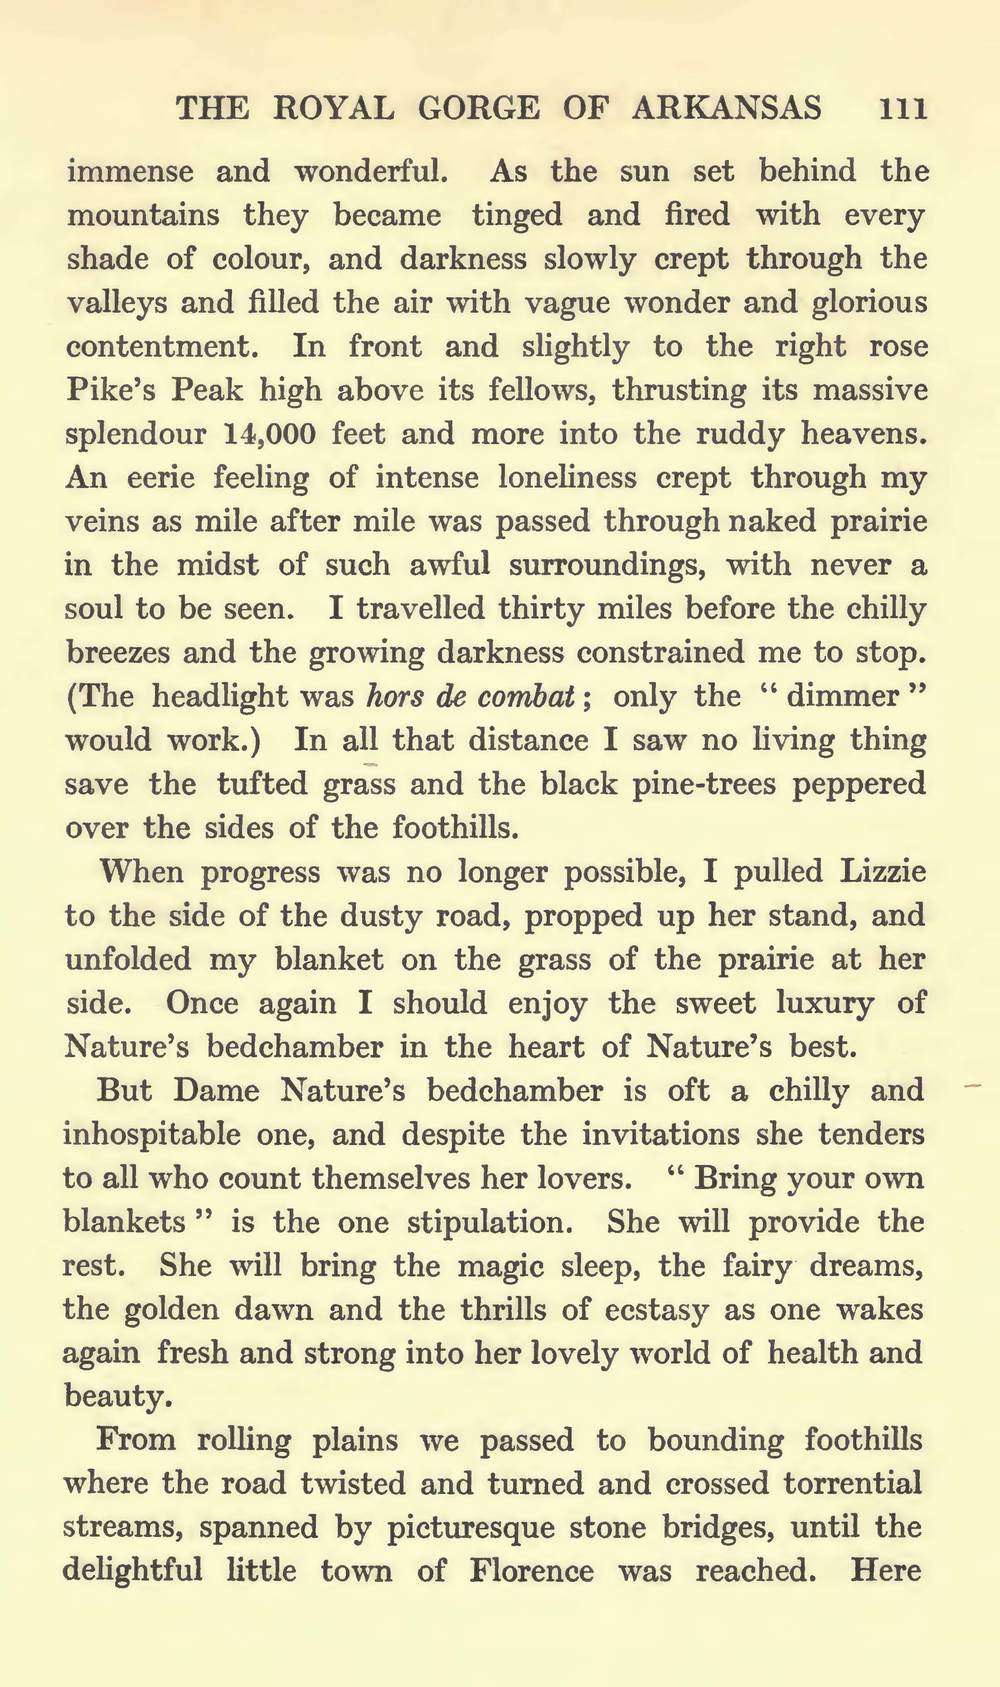 THE ROYAL GORGE OF ARKANSAS 111
immense and wonderful. As the sun set behind the
mountains they became tinged and fired with every
shade of colour, and darkness slowly crept through the
valleys and filled the air with vague wonder and glorious
contentment. In front and slightly to the right rose
Pike’s Peak high above its fellows, thrusting its massive
splendour 14,000 feet and more into the ruddy heavens.
An eerie feeling of intense loneliness crept through my
veins as mile after mile was passed through naked prairie
in the midst of such awful surroundings, with never a
soul to be seen. I travelled thirty miles before the chilly
breezes and the growing darkness constrained me to stop.
(The headlight was hors de combat ; only the “ dimmer ”
would work.) In all that distance I saw no living thing
save the tufted grass and the black pine-trees peppered
over the sides of the foothills.
When progress was no longer possible, I pulled Lizzie
to the side of the dusty road, propped up her stand, and
unfolded my blanket on the grass of the prairie at her
side. Once again I should enjoy the sweet luxury of
Nature’s bedchamber in the heart of Nature’s best.
But Dame Nature’s bedchamber is oft a chilly and
inhospitable one, and despite the invitations she tenders
to all who count themselves her lovers. “ Bring your own
blankets ” is the one stipulation. She will provide the
rest. She will bring the magic sleep, the fairy dreams,
the golden dawn and the thrills of ecstasy as one wakes
again fresh and strong into her lovely world of health and
beauty.
From rolling plains we passed to bounding foothills
where the road twisted and turned and crossed torrential
streams, spanned by picturesque stone bridges, until the
delightful little town of Florence was reached. Here